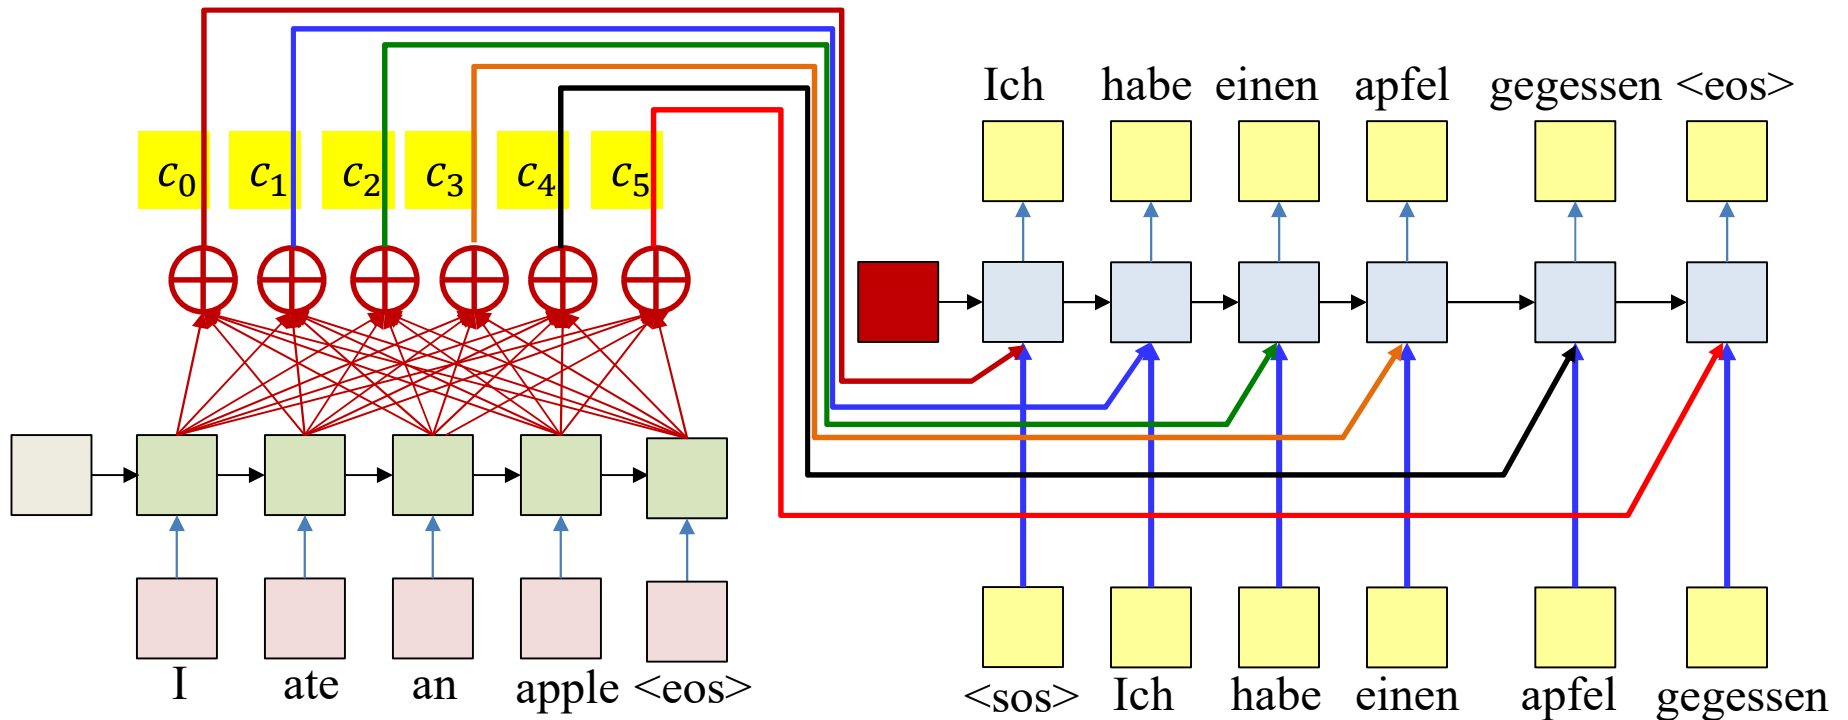 Ich habe einen apfel gegessen <eos>
c0 c1 c2 c3 c4 c5
I ate an apple <eos>
<sos> Ich habe einen apfel gegessen